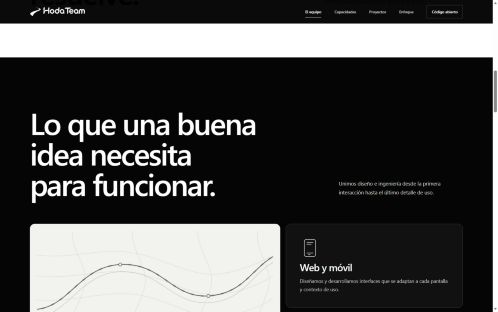 HodaTeam
El equipo
Capacidades
Proyectos
Enfoque
Código abierto
Lo que una buena
idea necesita
para funcionar.
Unimos diseño e ingeniería desde la primera
interacción hasta el último detalle de uso.
Web y móvil
Diseñamos y desarrollamos interfaces que se adaptan a cada pantalla
y contexto de uso.